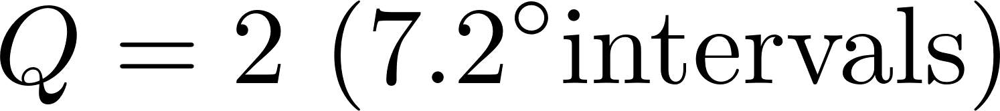 Q = 2 (7.2°intervals)